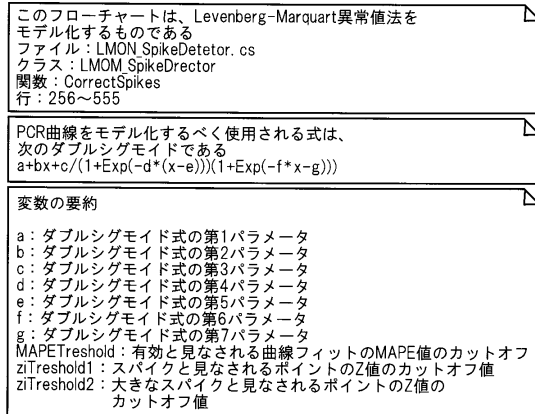 このフローチャートは、Levenberg-Marquart異常値法を
モデル化するものである
ファイル：LMON_SpikeDetetor.cs
クラス：LMOM_SpikeDrector
関数：CorrectSpikes
行：256～555
PCR曲線をモデル化するべく使用される式は、
次のダブルシグモイドである
a+bx+c/(1+Exp(-d*(x-e)))(1+Exp(-f*x-g)))
変数の要約
a：ダブルシグモイド式の第1パラメータ
b：ダブルシグモイド式の第2パラメータ
c：ダブルシグモイド式の第3パラメータ
d：ダブルシグモイド式の第4パラメータ
e：ダブルシグモイド式の第5パラメータ
f：ダブルシグモイド式の第6パラメータ
g：ダブルシグモイド式の第7パラメータ
MAPETreshold：有効と見なされる曲線フィットのMAPE値のカットオフ
ziTreshold1：スパイクと見なされるポイントのZ値のカットオフ値
ziTreshold2：大きなスパイクと見なされるポイントのZ値の
カットオフ値